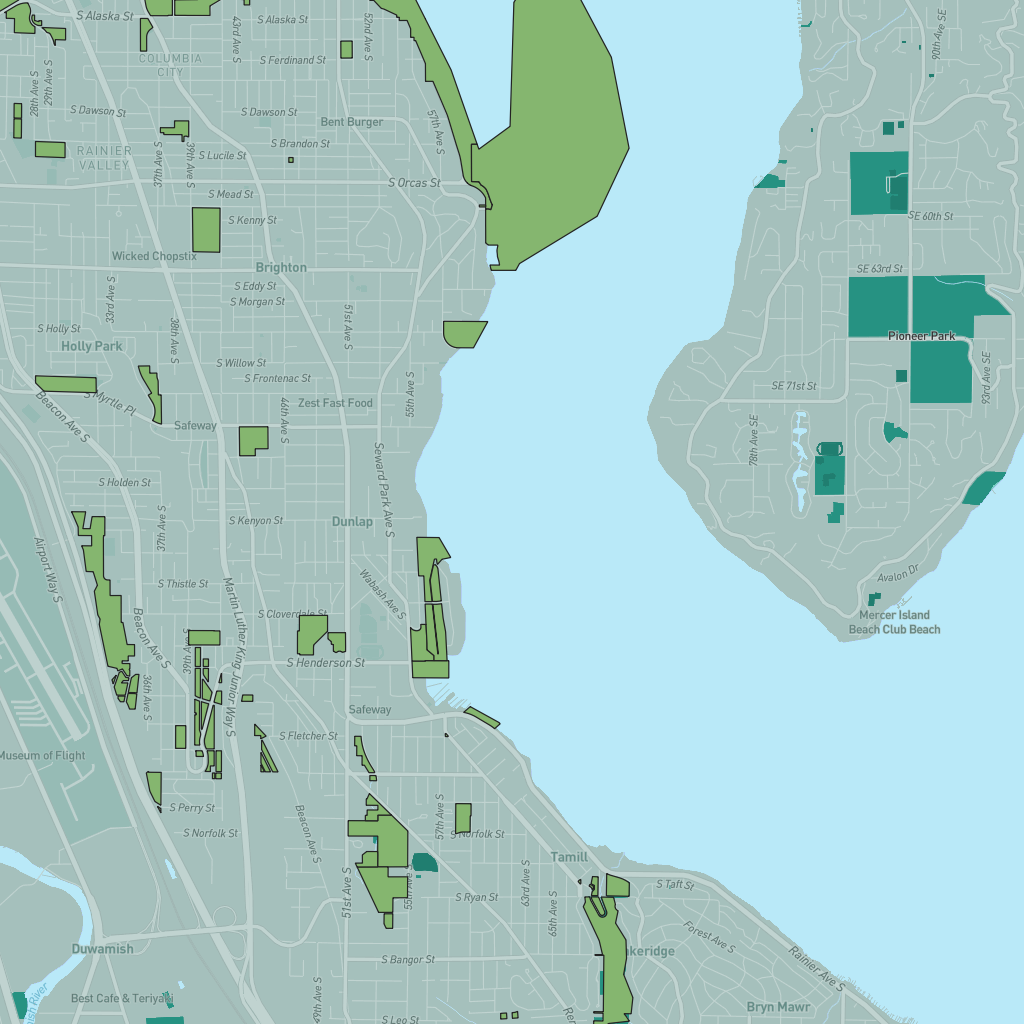 S Alaska St
S Alaska St
43rd Ave S
52nd Ave S
90th Ave SE
COLUMBIA
CITY
S Ferdinand St
28th Ave S
29th Ave S
S Dawson St
S Dawson St
Bent Burger
57th Ave S
RAINIER
VALLEY
37th Ave S
39th Ave S
S Lucile St
S Brandon St
S Orcas St
S Mead St
S Kenny St
SE 60th St
Wicked Chopstix
Brighton
SE 63rd St
33rd Ave S
S Eddy St
S Morgan St
51st Ave S
S Holly St
Holly Park
38th Ave S
Pioneer Park
S Willow St
S Frontenac St
93rd Ave SE
SE 71st St
55th Ave S
Beacon Ave S
S Myrtle Pl
Zest Fast Food
46th Ave S
Safeway
78th Ave SE
Seward Park Ave S
S Holden St
S Kenyon St
Dunlap
37th Ave S
Airport Way S
S Thistle St
Wabash Ave S
Avalon Dr
Martin Luther King Junior Way S
Beacon Ave S
S Cloverdale St
Mercer Island
Beach Club Beach
39th Ave S
S Henderson St
36th Ave S
Safeway
S Fletcher St
Museum of Flight
S Perry St
S Norfolk St
Beacon Ave S
57th Ave S
S Norfolk St
Tamill
51st Ave S
55th Ave S
S Ryan St
63rd Ave S
65th Ave S
S Taft St
Duwamish
Forest Ave S
Rainier Ave S
S Bangor St
Best Cafe & Teriyaki
49th Ave S
S Leo St
Bryn Mawr